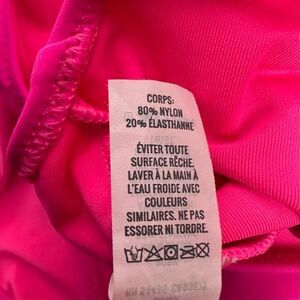 CORPS:
80% NYLON
20% ÉLASTHANNE
ÉVITER TOUTE
SURFACE RÊCHE.
LAVER À LA MAIN À
L'EAU FROIDE AVEC
COULEURS
SIMILAIRES. NE PAS
ESSORER NI TORDRE.